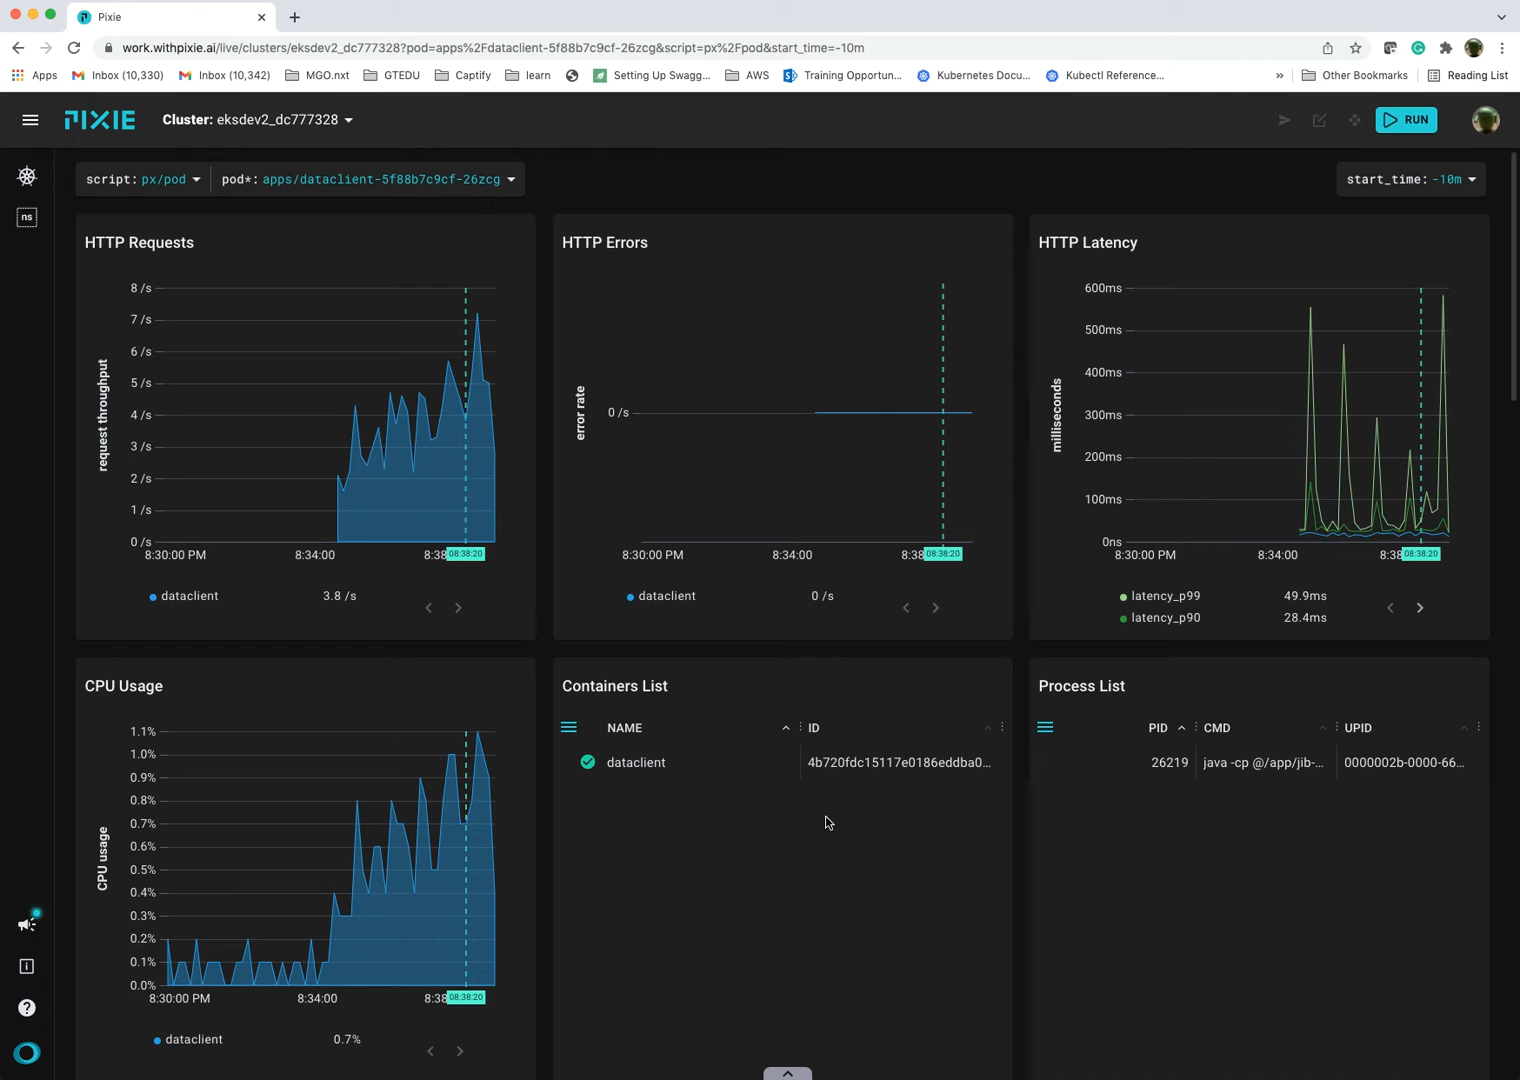 Pixie
work.withpixie.ai/live/clusters/eksdev2_dc777328?pod=apps%2Fdataclient-5f88b7c9cf-26zcg&script=px%2Fpod&start_time=-10m
Apps Inbox (10,330) Inbox (10,342) MGO.nxt GTEDU Captify learn Setting Up Swagg... AWS Training Opportun... Kubernetes Docu... Kubectl Reference... » Other Bookmarks Reading List
PIXIE Cluster: eksdev2_dc777328 RUN
script: px/pod pod*: apps/dataclient-5f88b7c9cf-26zcg start_time: -10m
ns
HTTP Requests
8 /s
7 /s
6 /s
5 /s
4 /s
3 /s
2 /s
1 /s
0 /s
request throughput
8:30:00 PM 8:34:00 8:38 08:38:20
dataclient 3.8 /s
HTTP Errors
0 /s
error rate
8:30:00 PM 8:34:00 8:38 08:38:20
dataclient 0 /s
HTTP Latency
600ms
500ms
400ms
300ms
200ms
100ms
0ns
milliseconds
8:30:00 PM 8:34:00 8:38 08:38:20
latency_p99 49.9ms
latency_p90 28.4ms
CPU Usage
1.1%
1.0%
0.9%
0.8%
0.7%
0.6%
0.5%
0.4%
0.3%
0.2%
0.1%
0.0%
CPU usage
8:30:00 PM 8:34:00 8:38 08:38:20
dataclient 0.7%
Containers List
NAME ID
dataclient 4b720fdc15117e0186eddba0...
Process List
PID CMD UPID
26219 java -cp @/app/jib-... 0000002b-0000-66...